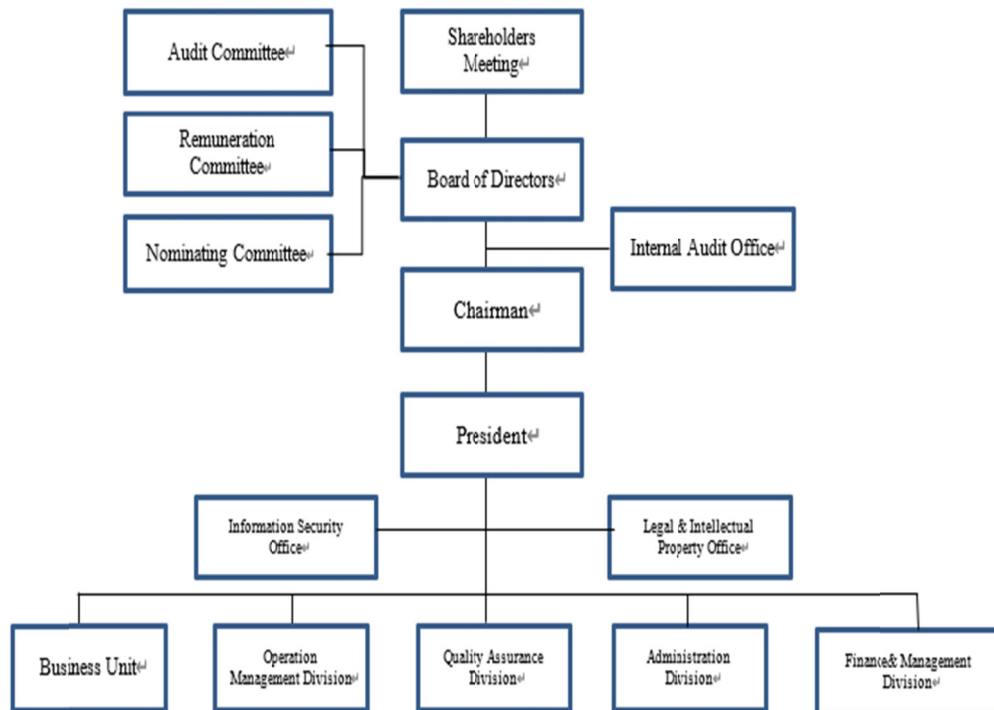 Audit Committee↵
Shareholders
Meeting↵
Remuneration
Committee↵
Board of Directors↵
Nominating Committee↵
Internal Audit Office↵
Chairman↵
President↵
Information Security
Office↵
Legal & Intellectual
Property Office↵
Business Unit↵
Operation
Management Division↵
Quality Assurance
Division↵
Administration
Division↵
Finance& Management
Division↵